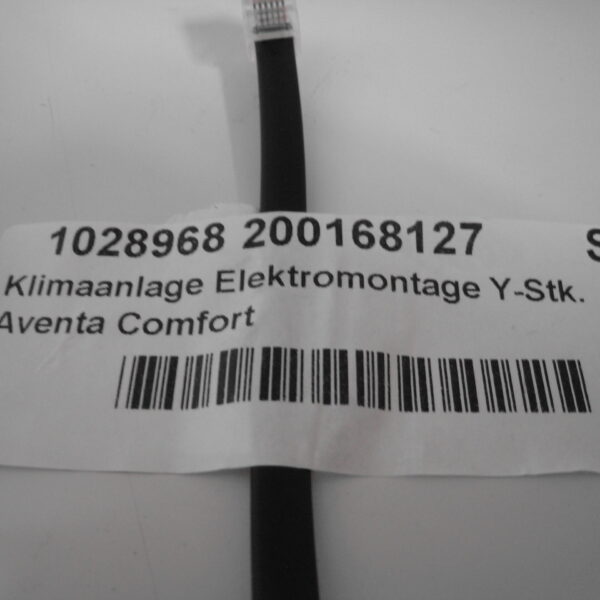 1028968 200168127 S
Klimaanlage Elektromontage Y-Stk.
Aventa Comfort